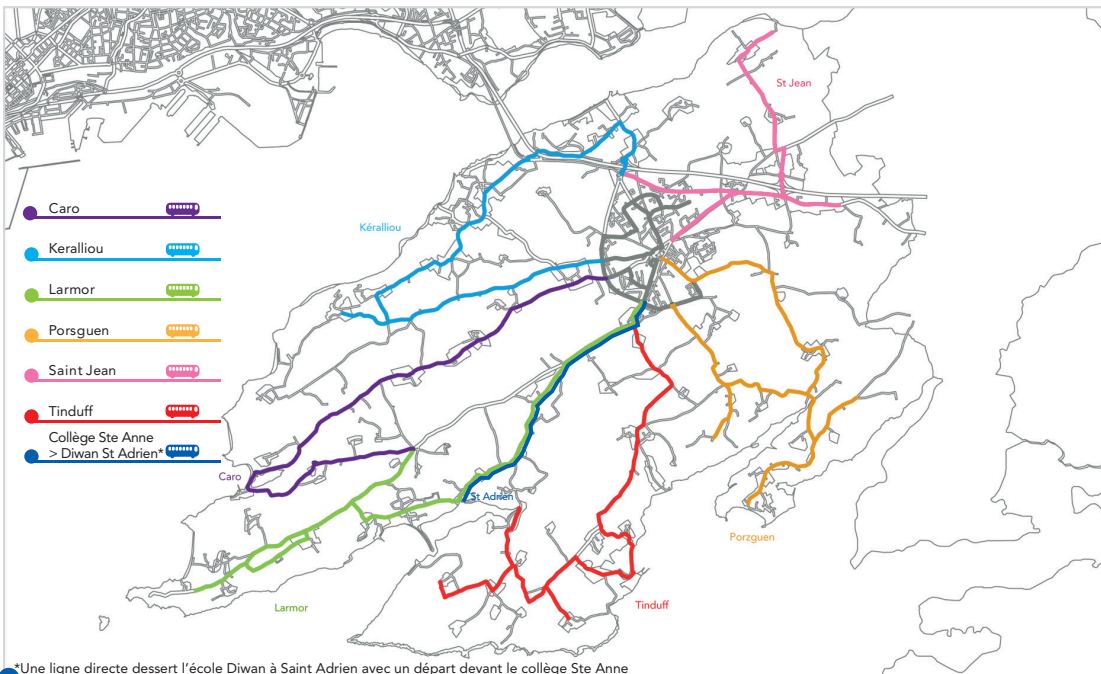 St Jean
Caro
Kéralliou
Keralliou
Larmor
Porsguen
Saint Jean
Tinduff
Collège Ste Anne
> Diwan St Adrien*
Caro
St Adrien
Porzguen
Larmor
Tinduff
*Une ligne directe dessert l'école Diwan à Saint Adrien avec un départ devant le collège Ste Anne